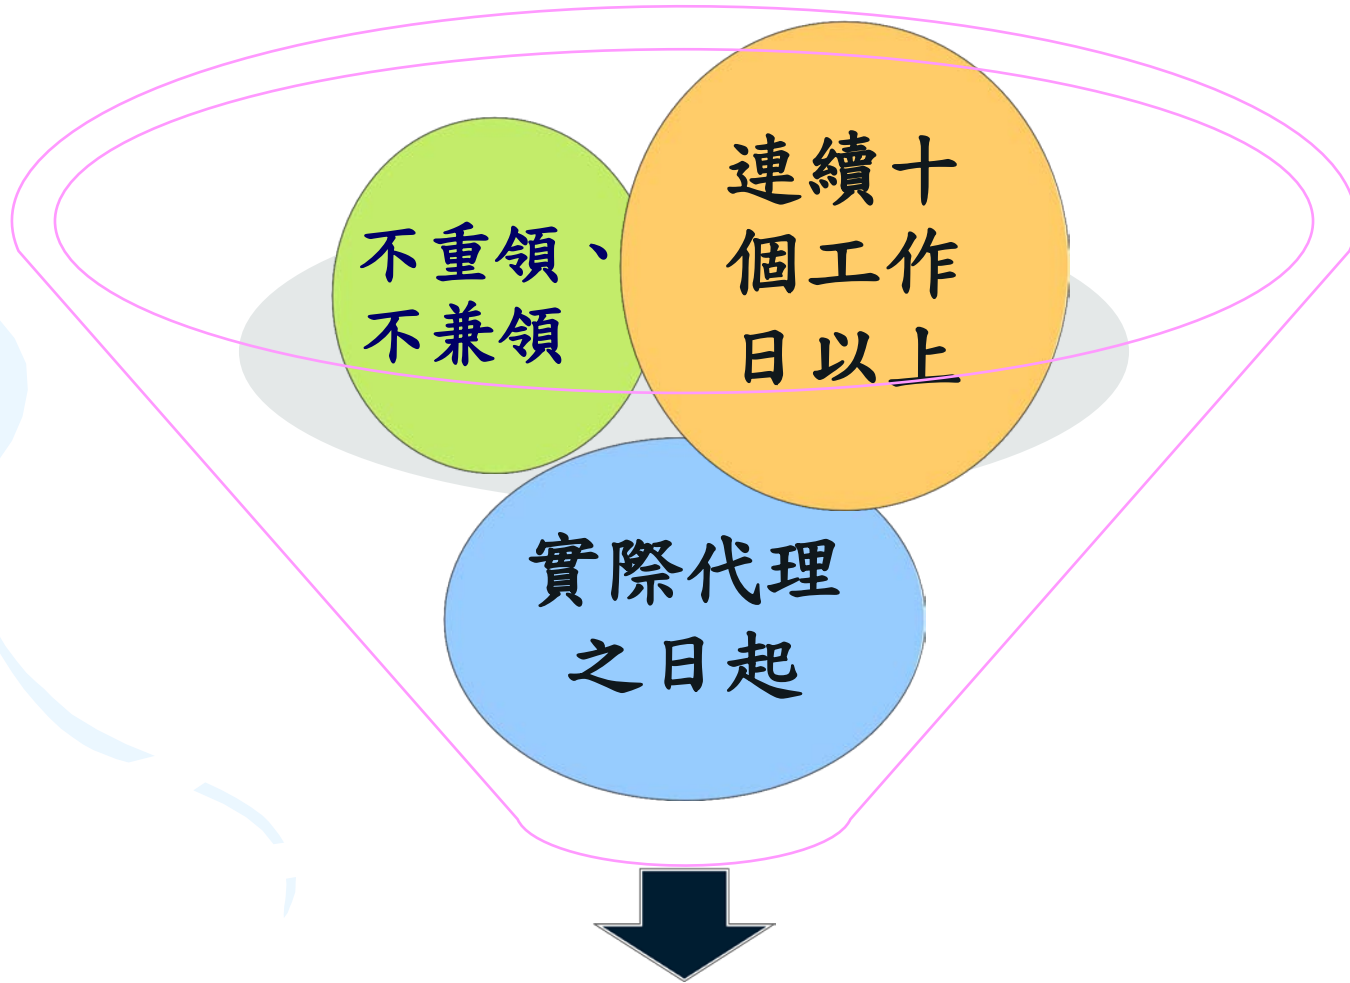 不重領、
不兼領
連續十
個工作
日以上
實際代理
之日起